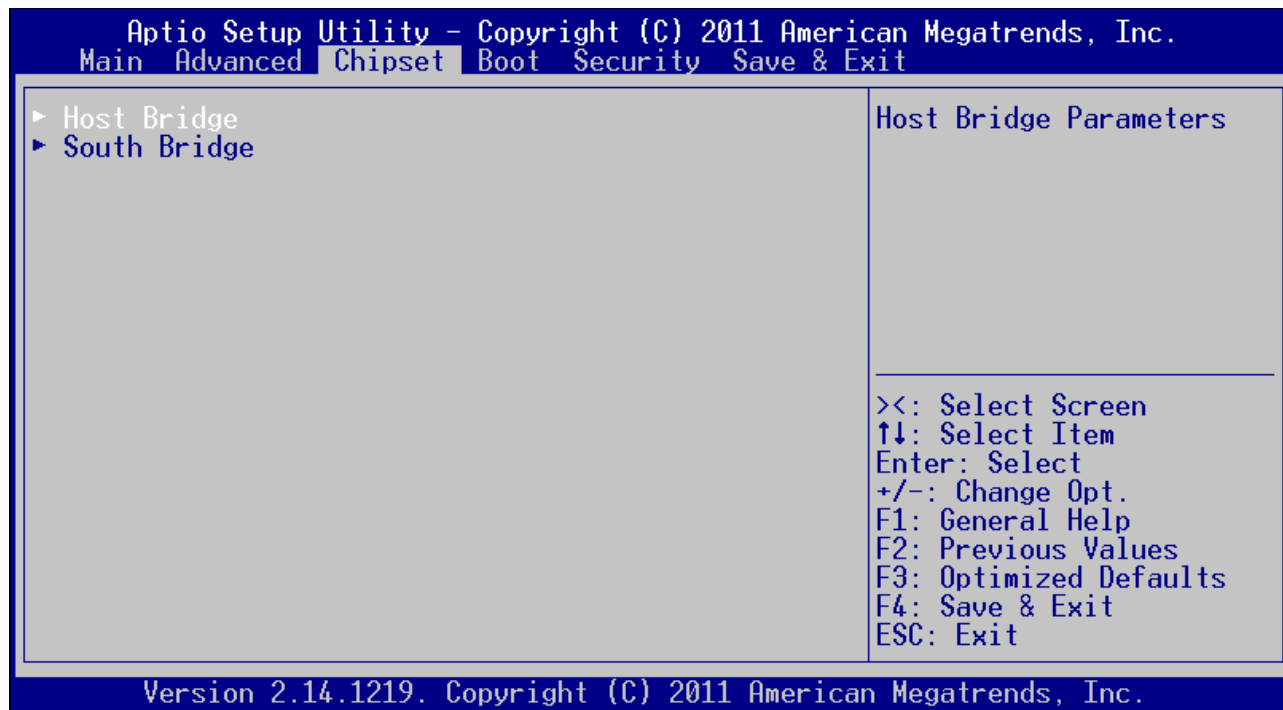 Aptio Setup Utility – Copyright (C) 2011 American Megatrends, Inc.
Main Advanced Chipset Boot Security Save & Exit
► Host Bridge
► South Bridge
Host Bridge Parameters
><: Select Screen
↑↓: Select Item
Enter: Select
+/-: Change Opt.
F1: General Help
F2: Previous Values
F3: Optimized Defaults
F4: Save & Exit
ESC: Exit
Version 2.14.1219. Copyright (C) 2011 American Megatrends, Inc.